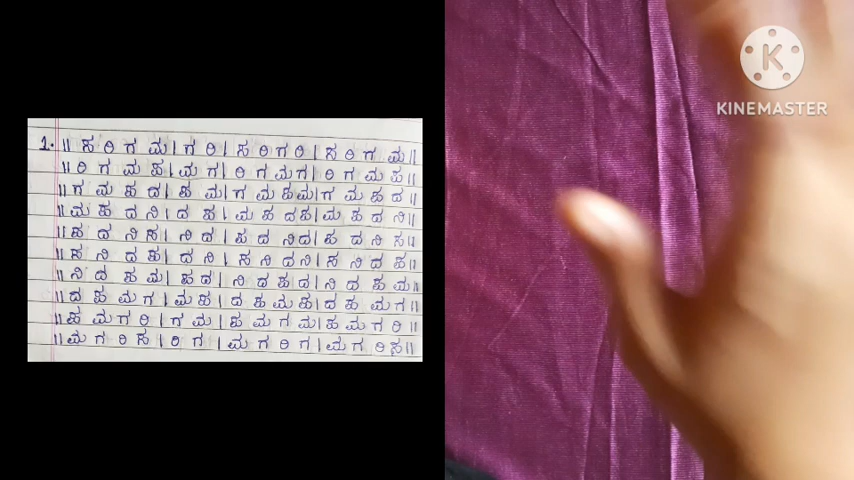 1. || ಸ ರಿ ಗ ಮ | ಗ ರಿ | ಸ ರಿ ಗ ರಿ | ಸ ರಿ ಗ ಮ ||
|| ರಿ ಗ ಮ ಪ | ಮ ಗ | ರಿ ಗ ಮ ಗ | ರಿ ಗ ಮ ಪ ||
|| ಗ ಮ ಪ ದ | ಪ ಮ | ಗ ಮ ಪ ಮ | ಗ ಮ ಪ ದ ||
|| ಮ ಪ ದ ನಿ | ದ ಪ | ಮ ಪ ದ ಪ | ಮ ಪ ದ ನಿ ||
|| ಪ ದ ನಿ ಸ | ನಿ ದ | ಪ ದ ನಿ ದ | ಪ ದ ನಿ ಸ ||
|| ಸ ನಿ ದ ಪ | ದ ನಿ | ಸ ನಿ ದ ನಿ | ಸ ನಿ ದ ಪ ||
|| ನಿ ದ ಪ ಮ | ಪ ದ | ನಿ ದ ಪ ದ | ನಿ ದ ಪ ಮ ||
|| ದ ಪ ಮ ಗ | ಮ ಪ | ದ ಪ ಮ ಪ | ದ ಪ ಮ ಗ ||
|| ಪ ಮ ಗ ರಿ | ಗ ಮ | ಪ ಮ ಗ ಮ | ಪ ಮ ಗ ರಿ ||
|| ಮ ಗ ರಿ ಸ | ರಿ ಗ | ಮ ಗ ರಿ ಗ | ಮ ಗ ರಿ ಸ ||
KINEMASTER